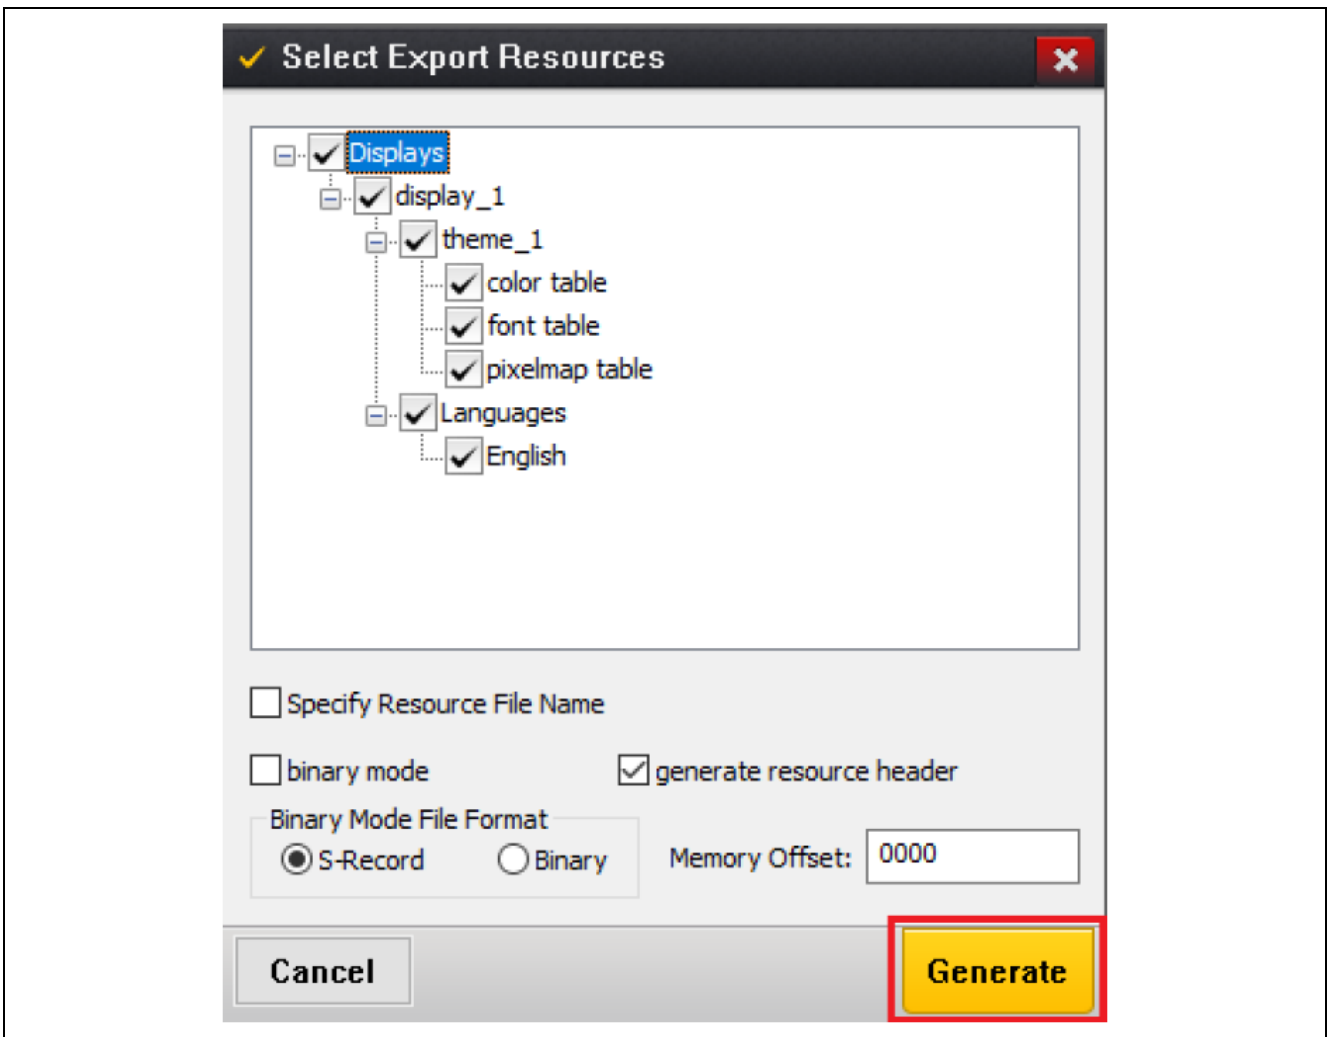 Select Export Resources
Displays
display_1
theme_1
color table
font table
pixelmap table
Languages
English
Specify Resource File Name
binary mode
generate resource header
Binary Mode File Format
S-Record
Binary
Memory Offset:
0000
Cancel
Generate